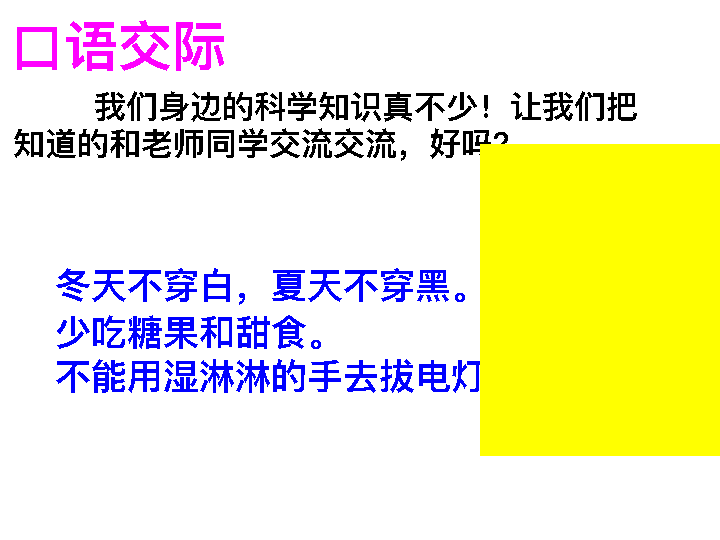 口语交际
我们身边的科学知识真不少！让我们把
知道的和老师同学交流交流，好吗？
冬天不穿白，夏天不穿黑。
少吃糖果和甜食。
不能用湿淋淋的手去拔电灯